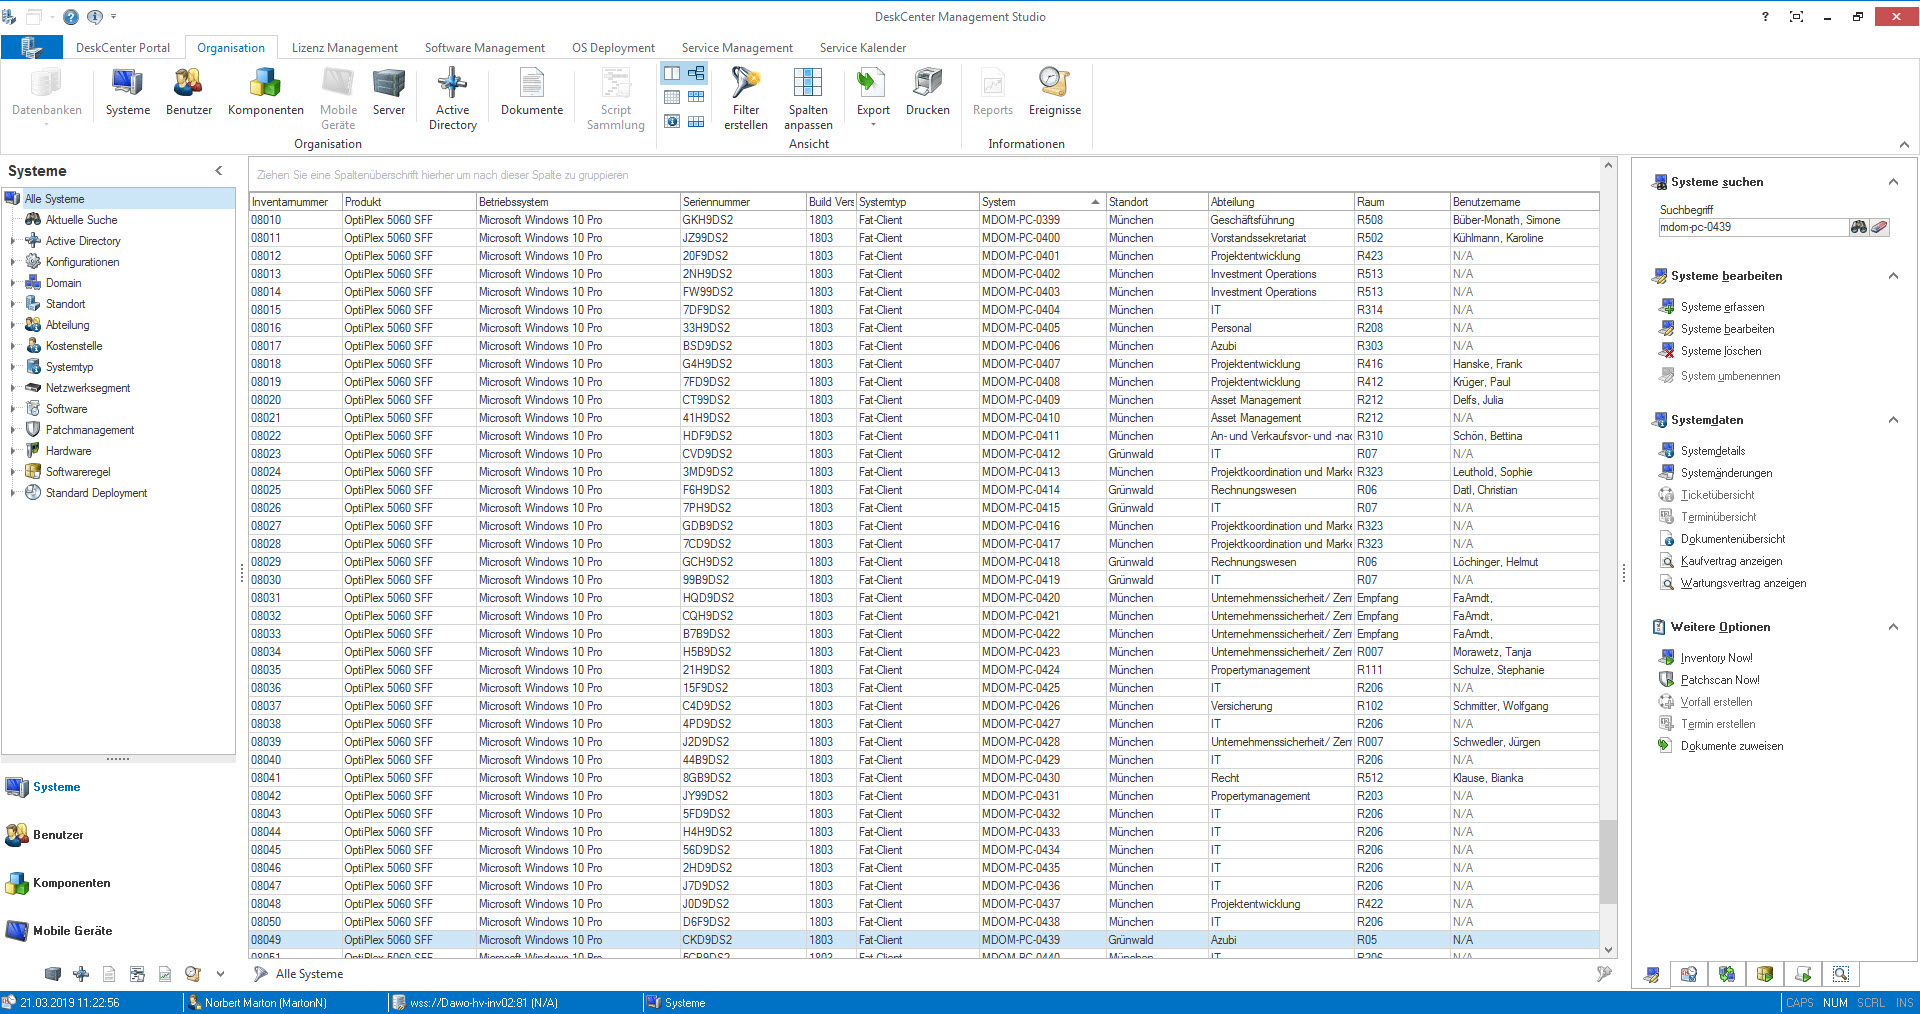 DeskCenter Management Studio
DeskCenter Portal Organisation Lizenz Management Software Management OS Deployment Service Management Service Kalender
Datenbanken Systeme Benutzer Komponenten Mobile Geräte Server Active Directory Dokumente Script Sammlung Filter erstellen Spalten anpassen Export Drucken Reports Ereignisse
Organisation Ansicht Informationen
Systeme
Alle Systeme
Aktuelle Suche
Active Directory
Konfigurationen
Domain
Standort
Abteilung
Kostenstelle
Systemtyp
Netzwerksegment
Software
Patchmanagement
Hardware
Softwareregel
Standard Deployment
Systeme
Benutzer
Komponenten
Mobile Geräte
Ziehen Sie eine Spaltenüberschrift hierher um nach dieser Spalte zu gruppieren
Inventarnummer Produkt Betriebssystem Seriennummer Build Vers Systemtyp System Standort Abteilung Raum Benutzername
08010 OptiPlex 5060 SFF Microsoft Windows 10 Pro GKH9DS2 1803 Fat-Client MDOM-PC-0399 München Geschäftsführung R508 Büber-Monath, Simone
08011 OptiPlex 5060 SFF Microsoft Windows 10 Pro JZ99DS2 1803 Fat-Client MDOM-PC-0400 München Vorstandssekretariat R502 Kühlmann, Karoline
08012 OptiPlex 5060 SFF Microsoft Windows 10 Pro 20F9DS2 1803 Fat-Client MDOM-PC-0401 München Projektentwicklung R423 N/A
08013 OptiPlex 5060 SFF Microsoft Windows 10 Pro 2NH9DS2 1803 Fat-Client MDOM-PC-0402 München Investment Operations R513 N/A
08014 OptiPlex 5060 SFF Microsoft Windows 10 Pro FW99DS2 1803 Fat-Client MDOM-PC-0403 München Investment Operations R513 N/A
08015 OptiPlex 5060 SFF Microsoft Windows 10 Pro 7DF9DS2 1803 Fat-Client MDOM-PC-0404 München IT R314 N/A
08016 OptiPlex 5060 SFF Microsoft Windows 10 Pro 33H9DS2 1803 Fat-Client MDOM-PC-0405 München Personal R208 N/A
08017 OptiPlex 5060 SFF Microsoft Windows 10 Pro BSD9DS2 1803 Fat-Client MDOM-PC-0406 München Azubi R303 N/A
08018 OptiPlex 5060 SFF Microsoft Windows 10 Pro G4H9DS2 1803 Fat-Client MDOM-PC-0407 München Projektentwicklung R416 Hanske, Frank
08019 OptiPlex 5060 SFF Microsoft Windows 10 Pro 7FD9DS2 1803 Fat-Client MDOM-PC-0408 München Projektentwicklung R412 Krüger, Paul
08020 OptiPlex 5060 SFF Microsoft Windows 10 Pro CT99DS2 1803 Fat-Client MDOM-PC-0409 München Asset Management R212 Delfs, Julia
08021 OptiPlex 5060 SFF Microsoft Windows 10 Pro 41H9DS2 1803 Fat-Client MDOM-PC-0410 München Asset Management R212 N/A
08022 OptiPlex 5060 SFF Microsoft Windows 10 Pro HDF9DS2 1803 Fat-Client MDOM-PC-0411 München An- und Verkaufsvor- und -nac R310 Schön, Bettina
08023 OptiPlex 5060 SFF Microsoft Windows 10 Pro CVD9DS2 1803 Fat-Client MDOM-PC-0412 Grünwald IT R07 N/A
08024 OptiPlex 5060 SFF Microsoft Windows 10 Pro 3MD9DS2 1803 Fat-Client MDOM-PC-0413 München Projektkoordination und Marke R323 Leuthold, Sophie
08025 OptiPlex 5060 SFF Microsoft Windows 10 Pro F6H9DS2 1803 Fat-Client MDOM-PC-0414 Grünwald Rechnungswesen R06 Datl, Christian
08026 OptiPlex 5060 SFF Microsoft Windows 10 Pro 7PH9DS2 1803 Fat-Client MDOM-PC-0415 Grünwald IT R07 N/A
08027 OptiPlex 5060 SFF Microsoft Windows 10 Pro GDB9DS2 1803 Fat-Client MDOM-PC-0416 München Projektkoordination und Marke R323 N/A
08028 OptiPlex 5060 SFF Microsoft Windows 10 Pro 7CD9DS2 1803 Fat-Client MDOM-PC-0417 München Projektkoordination und Marke R323 N/A
08029 OptiPlex 5060 SFF Microsoft Windows 10 Pro GCH9DS2 1803 Fat-Client MDOM-PC-0418 Grünwald Rechnungswesen R06 Löchinger, Helmut
08030 OptiPlex 5060 SFF Microsoft Windows 10 Pro 99B9DS2 1803 Fat-Client MDOM-PC-0419 Grünwald IT R07 N/A
08031 OptiPlex 5060 SFF Microsoft Windows 10 Pro HQD9DS2 1803 Fat-Client MDOM-PC-0420 München Unternehmenssicherheit/ Zen Empfang FaArndt,
08032 OptiPlex 5060 SFF Microsoft Windows 10 Pro CQH9DS2 1803 Fat-Client MDOM-PC-0421 München Unternehmenssicherheit/ Zen Empfang FaArndt,
08033 OptiPlex 5060 SFF Microsoft Windows 10 Pro B7B9DS2 1803 Fat-Client MDOM-PC-0422 München Unternehmenssicherheit/ Zen Empfang FaArndt,
08034 OptiPlex 5060 SFF Microsoft Windows 10 Pro H5B9DS2 1803 Fat-Client MDOM-PC-0423 München Unternehmenssicherheit/ Zen R007 Morawetz, Tanja
08035 OptiPlex 5060 SFF Microsoft Windows 10 Pro 21H9DS2 1803 Fat-Client MDOM-PC-0424 München Propertymanagement R111 Schulze, Stephanie
08036 OptiPlex 5060 SFF Microsoft Windows 10 Pro 15F9DS2 1803 Fat-Client MDOM-PC-0425 München IT R206 N/A
08037 OptiPlex 5060 SFF Microsoft Windows 10 Pro C4D9DS2 1803 Fat-Client MDOM-PC-0426 München Versicherung R102 Schmitter, Wolfgang
08038 OptiPlex 5060 SFF Microsoft Windows 10 Pro 4PD9DS2 1803 Fat-Client MDOM-PC-0427 München IT R206 N/A
08039 OptiPlex 5060 SFF Microsoft Windows 10 Pro J2D9DS2 1803 Fat-Client MDOM-PC-0428 München Unternehmenssicherheit/ Zen R007 Schwedler, Jürgen
08040 OptiPlex 5060 SFF Microsoft Windows 10 Pro 44B9DS2 1803 Fat-Client MDOM-PC-0429 München IT R206 N/A
08041 OptiPlex 5060 SFF Microsoft Windows 10 Pro 8GB9DS2 1803 Fat-Client MDOM-PC-0430 München Recht R512 Klause, Bianka
08042 OptiPlex 5060 SFF Microsoft Windows 10 Pro JY99DS2 1803 Fat-Client MDOM-PC-0431 München Propertymanagement R203 N/A
08043 OptiPlex 5060 SFF Microsoft Windows 10 Pro 5FD9DS2 1803 Fat-Client MDOM-PC-0432 München IT R206 N/A
08044 OptiPlex 5060 SFF Microsoft Windows 10 Pro H4H9DS2 1803 Fat-Client MDOM-PC-0433 München IT R206 N/A
08045 OptiPlex 5060 SFF Microsoft Windows 10 Pro 56D9DS2 1803 Fat-Client MDOM-PC-0434 München IT R206 N/A
08046 OptiPlex 5060 SFF Microsoft Windows 10 Pro 2HD9DS2 1803 Fat-Client MDOM-PC-0435 München IT R206 N/A
08047 OptiPlex 5060 SFF Microsoft Windows 10 Pro J7D9DS2 1803 Fat-Client MDOM-PC-0436 München IT R206 N/A
08048 OptiPlex 5060 SFF Microsoft Windows 10 Pro J0D9DS2 1803 Fat-Client MDOM-PC-0437 München Projektentwicklung R422 N/A
08050 OptiPlex 5060 SFF Microsoft Windows 10 Pro D6F9DS2 1803 Fat-Client MDOM-PC-0438 München IT R206 N/A
08049 OptiPlex 5060 SFF Microsoft Windows 10 Pro CKD9DS2 1803 Fat-Client MDOM-PC-0439 Grünwald Azubi R05 N/A
08051 OptiPlex 5060 SFF Microsoft Windows 10 Pro 1803 Fat-Client MDOM-PC-0440 München IT R206 N/A
Alle Systeme
Systeme suchen
Suchbegriff
mdom-pc-0439
Systeme bearbeiten
Systeme erfassen
Systeme bearbeiten
Systeme löschen
System umbenennen
Systemdaten
Systemdetails
Systemänderungen
Ticketübersicht
Terminübersicht
Dokumentenübersicht
Kaufvertrag anzeigen
Wartungsvertrag anzeigen
Weitere Optionen
Inventory Now!
Patchscan Now!
Vorfall erstellen
Termin erstellen
Dokumente zuweisen
21.03.2019 11:22:56 Norbert Marton (MartonN) wss://Dawo-hv-inv02:81 (N/A) Systeme CAPS NUM SCRL INS